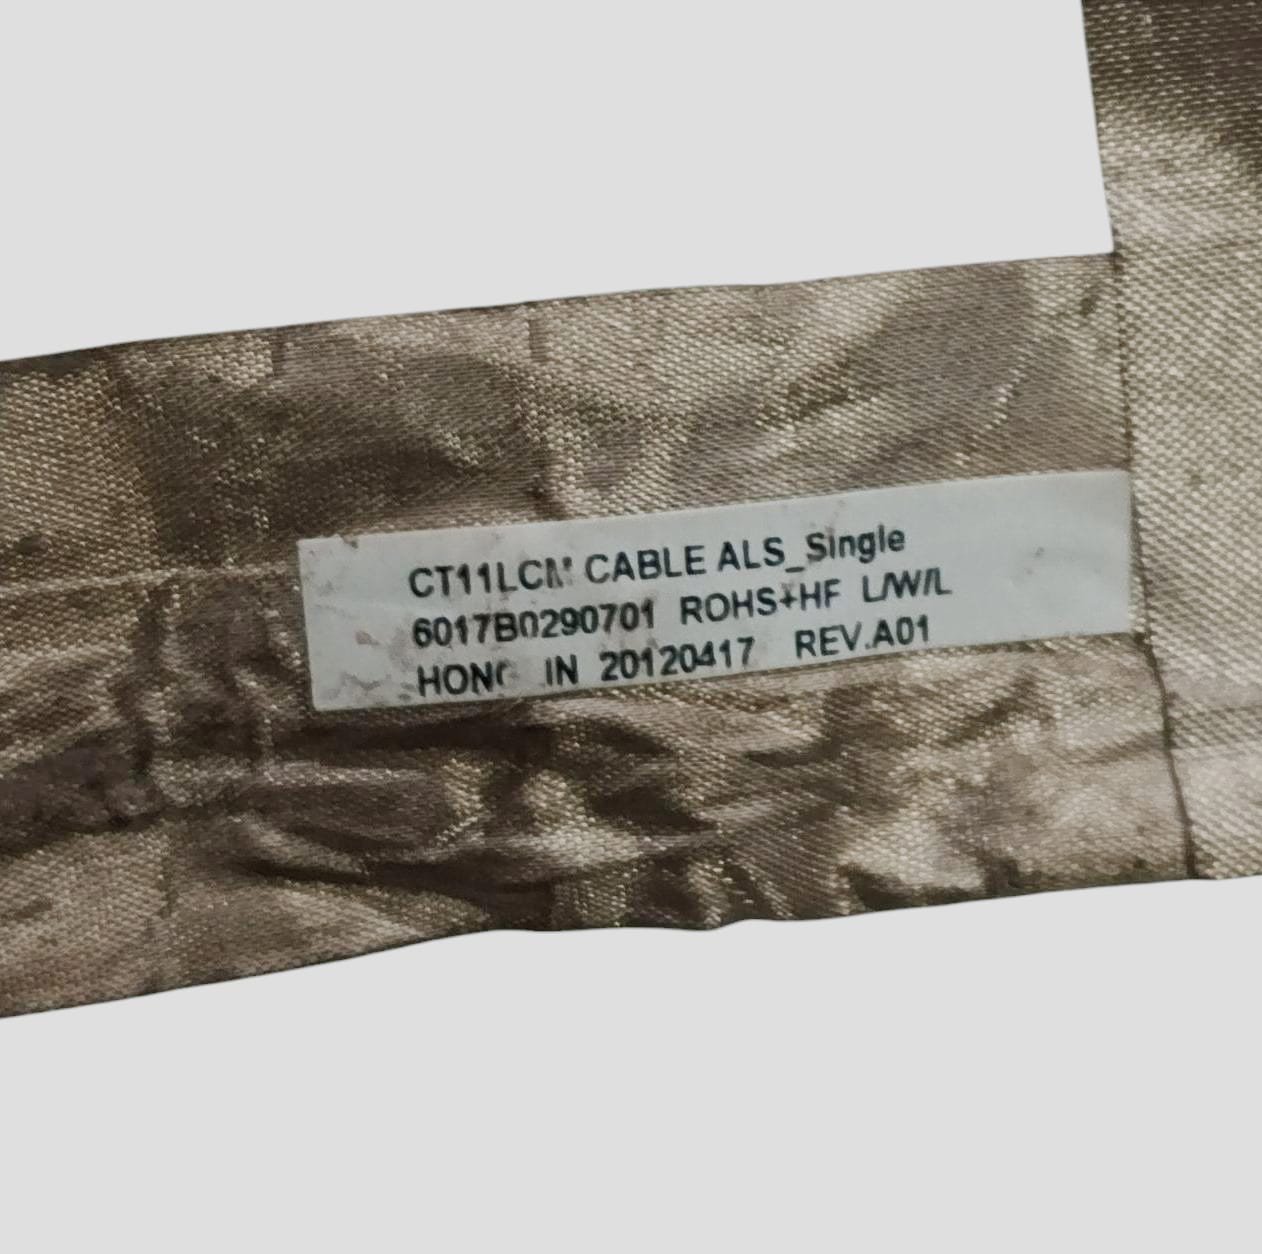 CT11LCM CABLE ALS_Single
6017B0290701 ROHS+HF L/W/L
IN 20120417 REV.A01